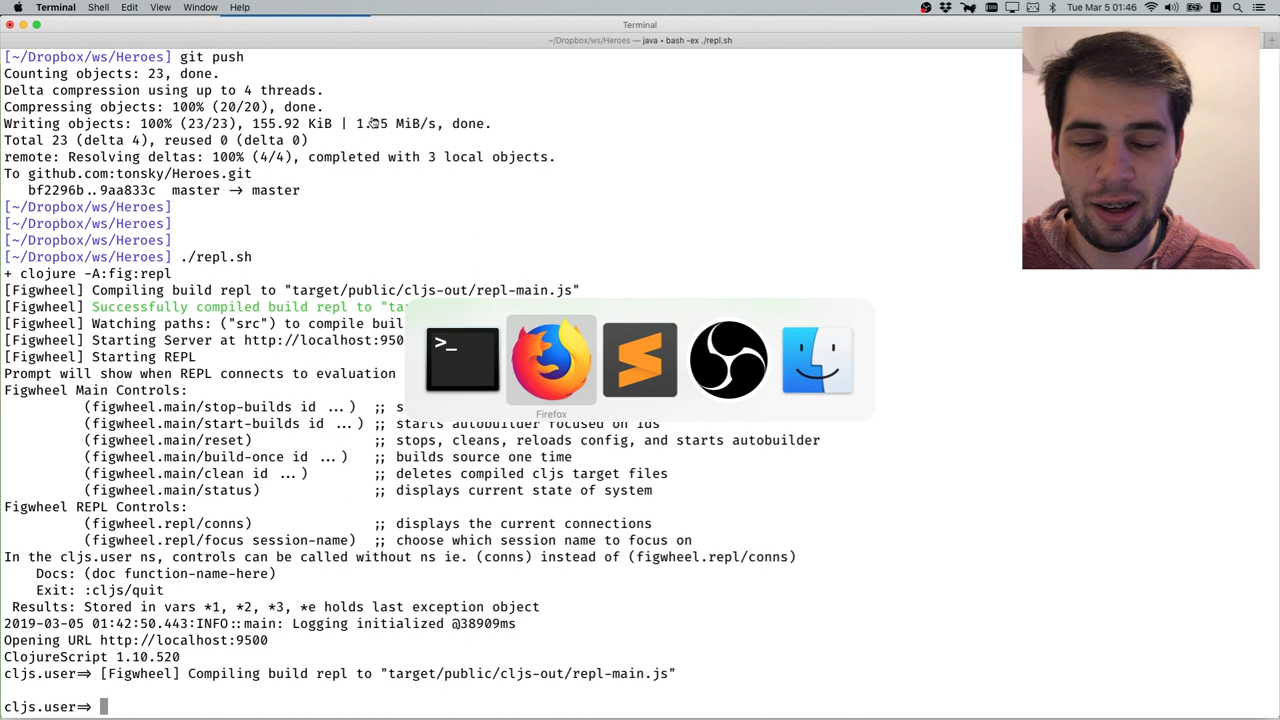 Terminal Shell Edit View Window Help Tue Mar 5 01:46
Terminal
~/Dropbox/ws/Heroes — java • bash -ex ./repl.sh
[~/Dropbox/ws/Heroes] git push
Counting objects: 23, done.
Delta compression using up to 4 threads.
Compressing objects: 100% (20/20), done.
Writing objects: 100% (23/23), 155.92 KiB | MiB/s, done.
Total 23 (delta 4), reused 0 (delta 0)
remote: Resolving deltas: 100% (4/4), completed with 3 local objects.
To github.com:tonsky/Heroes.git
bf2296b..9aa833c master -> master
[~/Dropbox/ws/Heroes]
[~/Dropbox/ws/Heroes]
[~/Dropbox/ws/Heroes]
[~/Dropbox/ws/Heroes] ./repl.sh
+ clojure -A:fig:repl
[Figwheel] Compiling build repl to "target/public/cljs-out/repl-main.js"
[Figwheel] Successfully compiled build repl to "ta
[Figwheel] Watching paths: ("src") to compile buil
[Figwheel] Starting Server at http://localhost:950
[Figwheel] Starting REPL
Prompt will show when REPL connects to evaluation
Figwheel Main Controls:
(figwheel.main/stop-builds id ...) ;; s
(figwheel.main/start-builds id ...) ;; starts autobuilder focused on ids
(figwheel.main/reset) ;; stops, cleans, reloads config, and starts autobuilder
(figwheel.main/build-once id ...) ;; builds source one time
(figwheel.main/clean id ...) ;; deletes compiled cljs target files
(figwheel.main/status) ;; displays current state of system
Figwheel REPL Controls:
(figwheel.repl/conns) ;; displays the current connections
(figwheel.repl/focus session-name) ;; choose which session name to focus on
In the cljs.user ns, controls can be called without ns ie. (conns) instead of (figwheel.repl/conns)
Docs: (doc function-name-here)
Exit: :cljs/quit
Results: Stored in vars *1, *2, *3, *e holds last exception object
2019-03-05 01:42:50.443:INFO::main: Logging initialized @38909ms
Opening URL http://localhost:9500
ClojureScript 1.10.520
cljs.user=> [Figwheel] Compiling build repl to "target/public/cljs-out/repl-main.js"
cljs.user=>
>_
Firefox